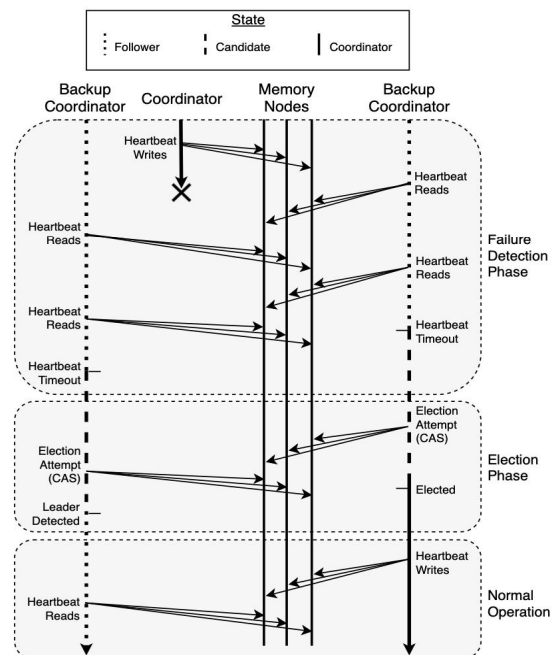 State
Follower
Candidate
Coordinator
Backup
Coordinator
Coordinator
Memory
Nodes
Backup
Coordinator
Heartbeat
Writes
Heartbeat
Reads
Heartbeat
Reads
Failure
Detection
Phase
Heartbeat
Reads
Heartbeat
Reads
Heartbeat
Timeout
Heartbeat
Timeout
Election
Attempt
(CAS)
Election
Attempt
(CAS)
Election
Phase
Elected
Leader
Detected
Heartbeat
Writes
Heartbeat
Reads
Normal
Operation